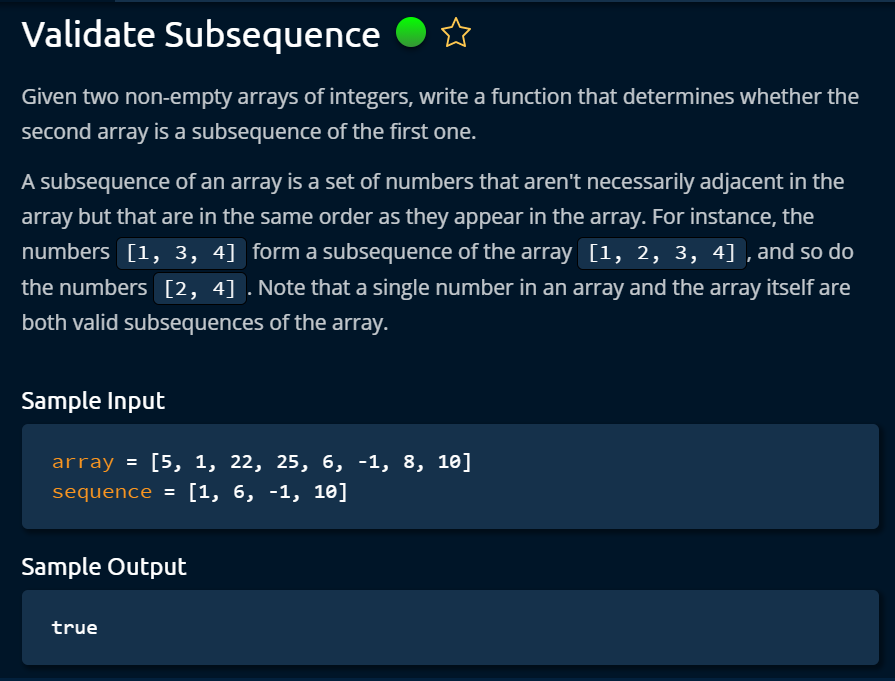 Validate Subsequence
Given two non-empty arrays of integers, write a function that determines whether the
second array is a subsequence of the first one.
A subsequence of an array is a set of numbers that aren't necessarily adjacent in the
array but that are in the same order as they appear in the array. For instance, the
numbers [1, 3, 4] form a subsequence of the array [1, 2, 3, 4], and so do
the numbers [2, 4]. Note that a single number in an array and the array itself are
both valid subsequences of the array.
Sample Input
array = [5, 1, 22, 25, 6, -1, 8, 10]
sequence = [1, 6, -1, 10]
Sample Output
true